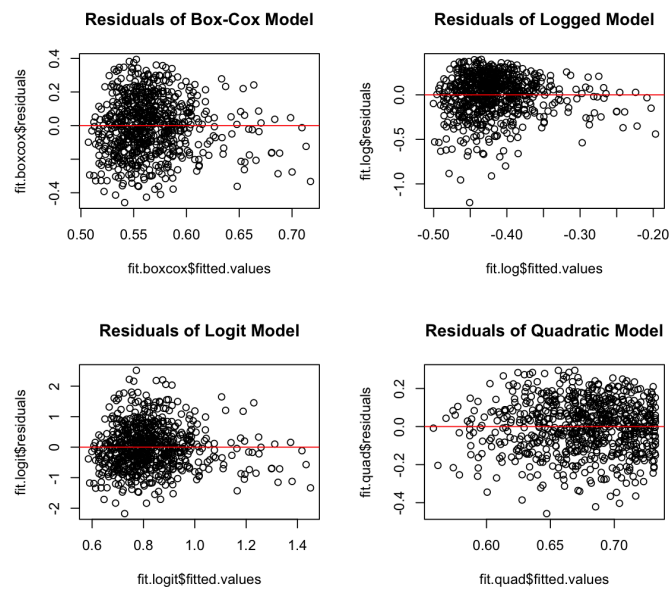 Residuals of Box-Cox Model
fit.boxcox$residuals
0.4
0.2
0.0
-0.4
0.50 0.55 0.60 0.65 0.70
fit.boxcox$fitted.values
Residuals of Logged Model
fit.log$residuals
0.0
-0.5
-1.0
-0.50 -0.40 -0.30 -0.20
fit.log$fitted.values
Residuals of Logit Model
fit.logit$residuals
2
1
0
-1
-2
0.6 0.8 1.0 1.2 1.4
fit.logit$fitted.values
Residuals of Quadratic Model
fit.quad$residuals
0.2
0.0
-0.2
-0.4
0.60 0.65 0.70
fit.quad$fitted.values